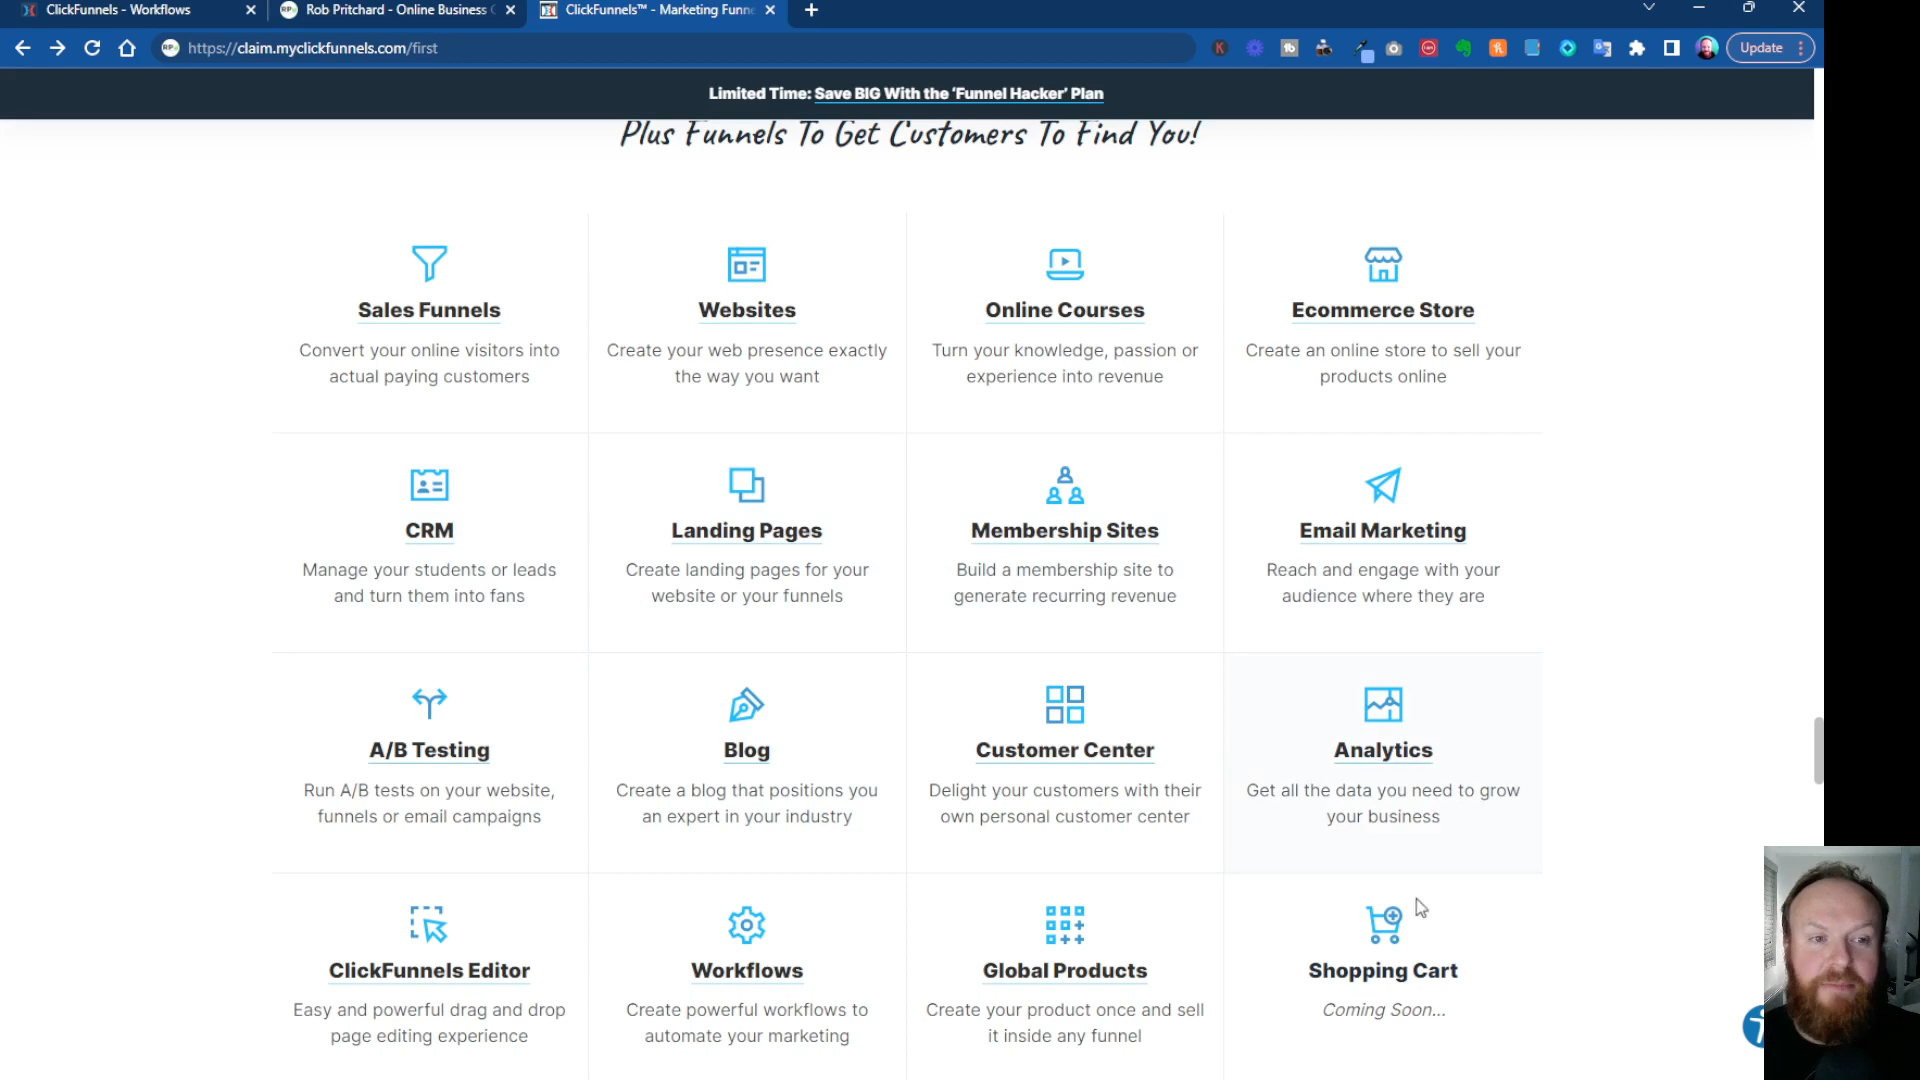 ClickFunnels - Workflows
Rob Pritchard - Online Business C
ClickFunnels™ - Marketing Funne
https://claim.myclickfunnels.com/first
Update
Limited Time: Save BIG With the ‘Funnel Hacker’ Plan
Plus Funnels To Get Customers To Find You!
Sales Funnels
Convert your online visitors into
actual paying customers
Websites
Create your web presence exactly
the way you want
Online Courses
Turn your knowledge, passion or
experience into revenue
Ecommerce Store
Create an online store to sell your
products online
CRM
Manage your students or leads
and turn them into fans
Landing Pages
Create landing pages for your
website or your funnels
Membership Sites
Build a membership site to
generate recurring revenue
Email Marketing
Reach and engage with your
audience where they are
A/B Testing
Run A/B tests on your website,
funnels or email campaigns
Blog
Create a blog that positions you
an expert in your industry
Customer Center
Delight your customers with their
own personal customer center
Analytics
Get all the data you need to grow
your business
ClickFunnels Editor
Easy and powerful drag and drop
page editing experience
Workflows
Create powerful workflows to
automate your marketing
Global Products
Create your product once and sell
it inside any funnel
Shopping Cart
Coming Soon...